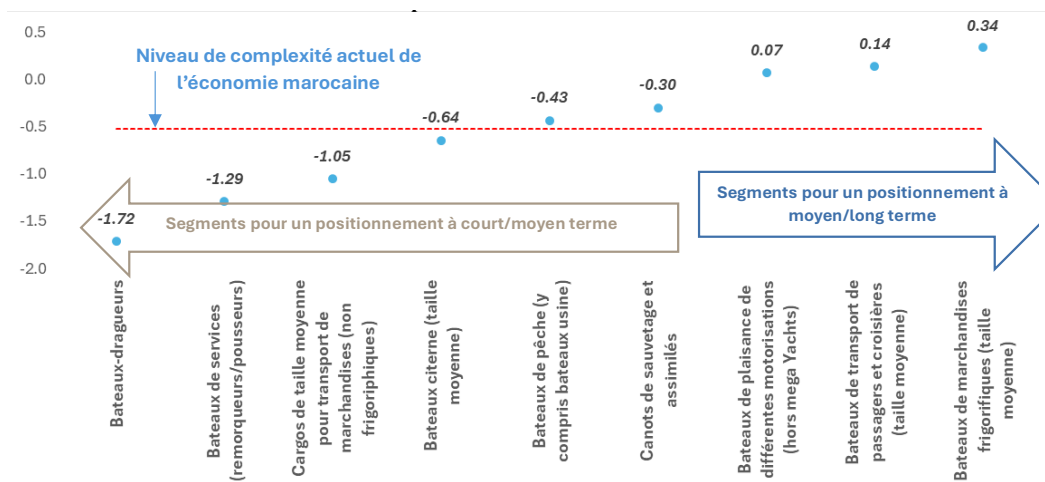 0.5
0.0
-0.5
-1.0
-1.5
-2.0
Niveau de complexité actuel de
l'économie marocaine
-1.72
-1.29
-1.05
-0.64
-0.43
-0.30
0.07
0.14
0.34
Segments pour un positionnement à court/moyen terme
Segments pour un positionnement à
moyen/long terme
Bateaux-dragueurs
Bateaux de services
(remorqueurs/pousseurs)
Cargos de taille moyenne
pour transport de
marchandises (non
frigoriphiques)
Bateaux citerne (taille
moyenne)
Bateaux de pêche (y
compris bateaux usine)
Canots de sauvetage et
assimilés
Bateaux de plaisance de
différentes motorisations
(hors mega Yachts)
Bateaux de transport de
passagers et croisières
(taille moyenne)
Bateaux de marchandises
frigorifiques (taille
moyenne)